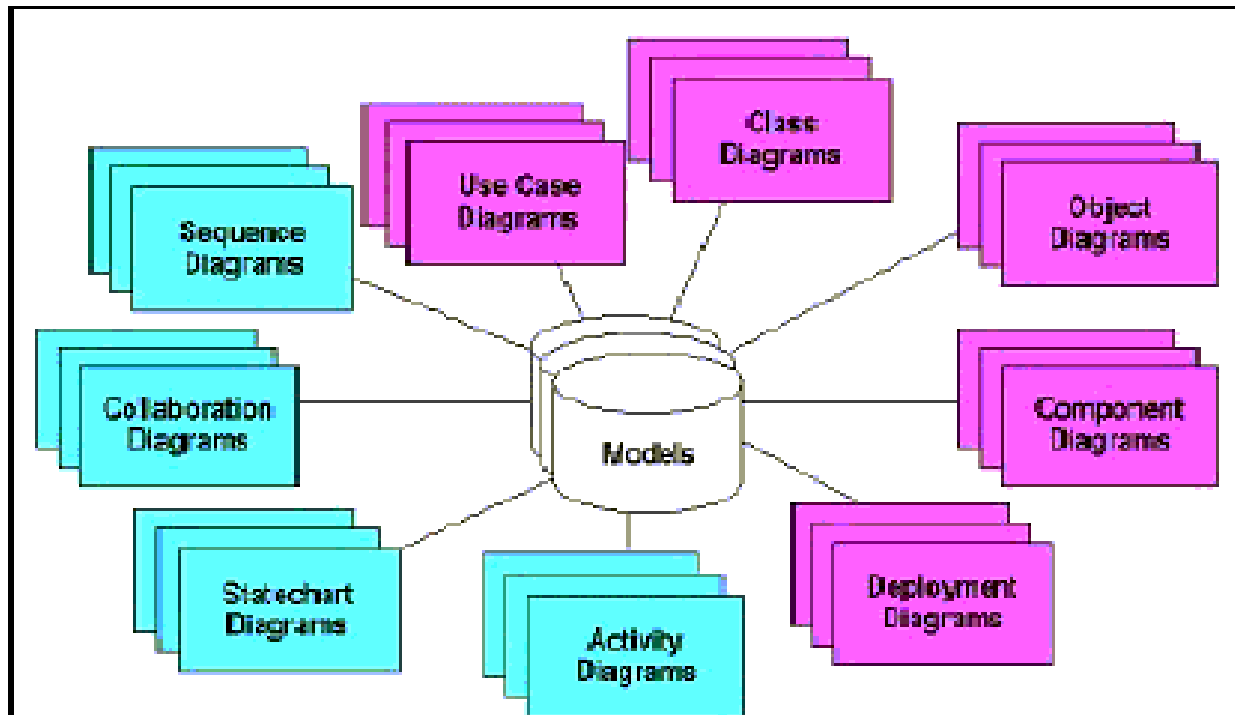 Class
Diagrams
Use Case
Diagrams
Object
Diagrams
Sequence
Diagrams
Collaboration
Diagrams
Component
Diagrams
Models
Statechart
Diagrams
Deployment
Diagrams
Activity
Diagrams